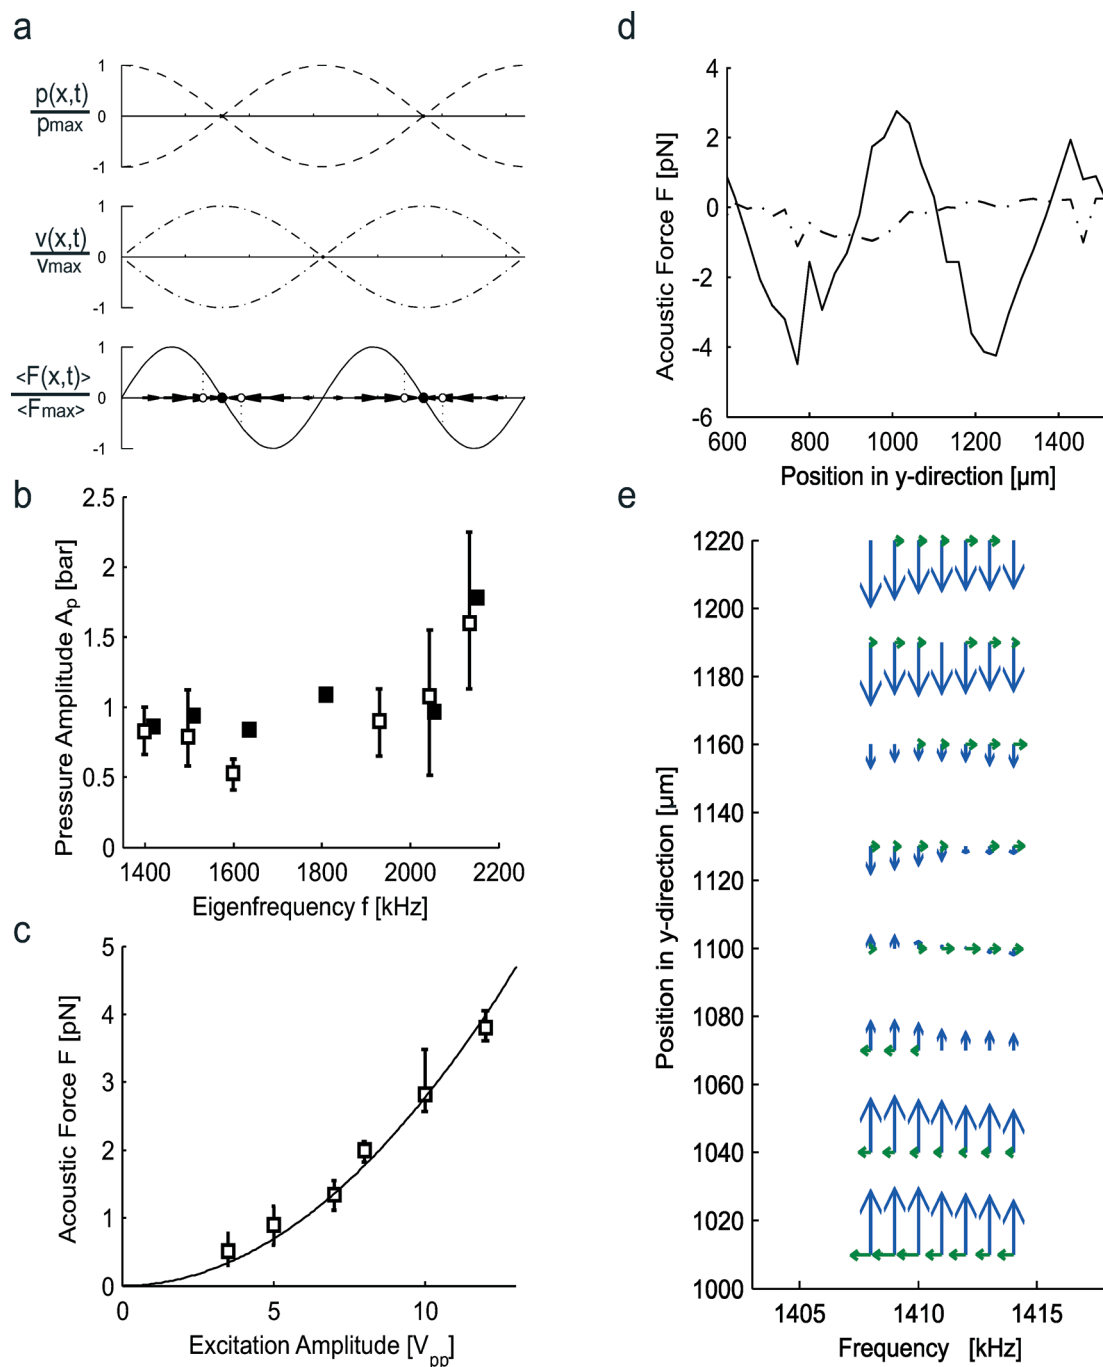 a
p(x,t)
pmax
1
0
-1
v(x,t)
vmax
1
0
-1
<F(x,t)>
<Fmax>
1
0
-1
b
Pressure Amplitude Ap [bar]
2.5
2
1.5
1
0.5
0
1400 1600 1800 2000 2200
Eigenfrequency f [kHz]
c
Acoustic Force F [pN]
5
4
3
2
1
0
0 5 10
Excitation Amplitude [Vpp]
d
Acoustic Force F [pN]
4
2
0
-2
-4
-6
600 800 1000 1200 1400
Position in y-direction [µm]
e
Position in y-direction [µm]
1220
1200
1180
1160
1140
1120
1100
1080
1060
1040
1020
1000
1405 1410 1415
Frequency [kHz]